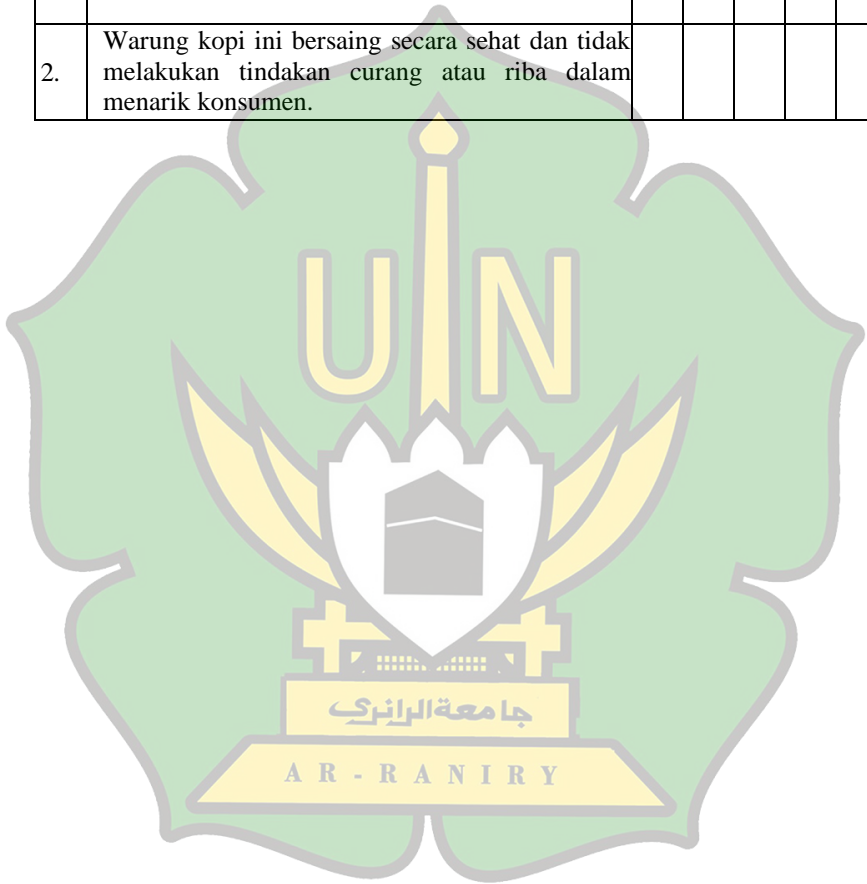 2.
Warung kopi ini bersaing secara sehat dan tidak
melakukan tindakan curang atau riba dalam
menarik konsumen.
UIN
جامعة الرانري
AR-RANIRY